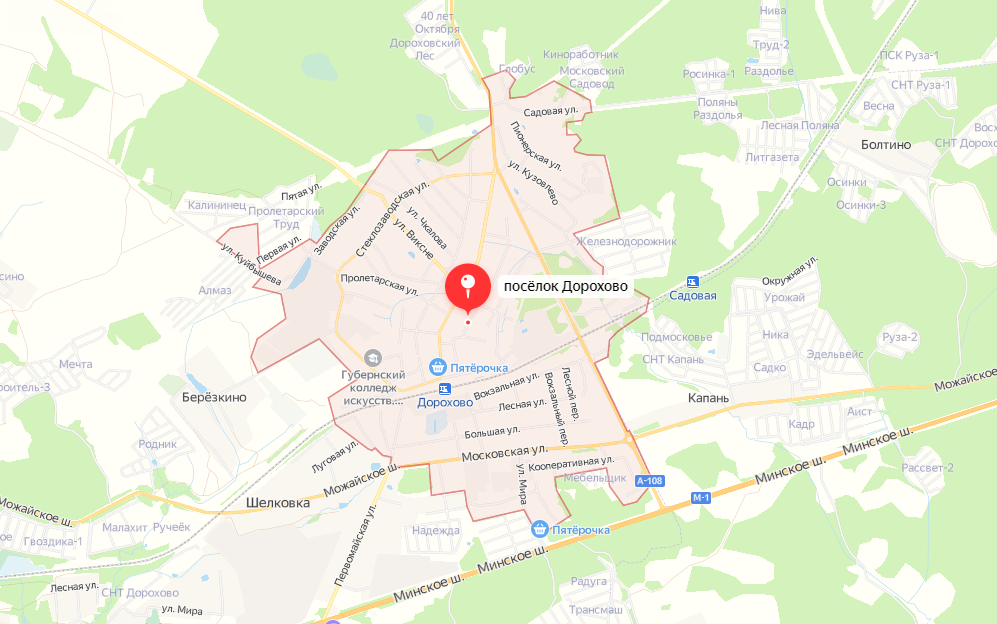 40 лет
Октября
Дороховский
Лес
Глобус
Киноработник
Московский
Садовод
Нива
Труд-2
Раздолье
Росинка-1
Поляны
Раздолья
ПСК Руза-1
СНТ Руза-1
Весна
Лесная Поляна
Литгазета
Болтино
СНТ Дорохо
Осинки
Осинки-3
Садовая ул.
Пионерская ул.
ул. Кузовлево
Пятая ул.
Калининец
Пролетарский
Труд
Первая ул.
Заводская ул.
Стеклозаводская ул.
ул. Чкалова
ул. Виксне
ул. Куйбышева
Алмаз
сино
Пролетарская ул.
посёлок Дорохово
Железнодорожник
Садовая
Окружная ул.
Урожай
Ника
Эдельвейс
Садко
Подмосковье
СНТ Капань
Руза-2
Капань
Можайское
Мечта
роитель-3
Берёзкино
Губернский
колледж
искусств,...
Пятёрочка
Дорохово
Вокзальная ул.
Лесная ул.
Лесной пер.
Вокзальный пер.
Большая ул.
Московская ул.
Кооперативная ул.
ул. Мира
Мебельщик
А-108
М-1
Минское ш.
Минское ш.
Аист
Кадр
Рассвет-2
Родник
Луговая ул.
Можайское ш.
Шелковка
Можайское ш.
Малахит
Ручеёк
Гвоздика-1
Первомайская ул.
Надежда
Пятёрочка
Минское ш.
Минское ш.
Лесная ул.
СНТ Дорохово
ул. Мира
Радуга
Трансмаш